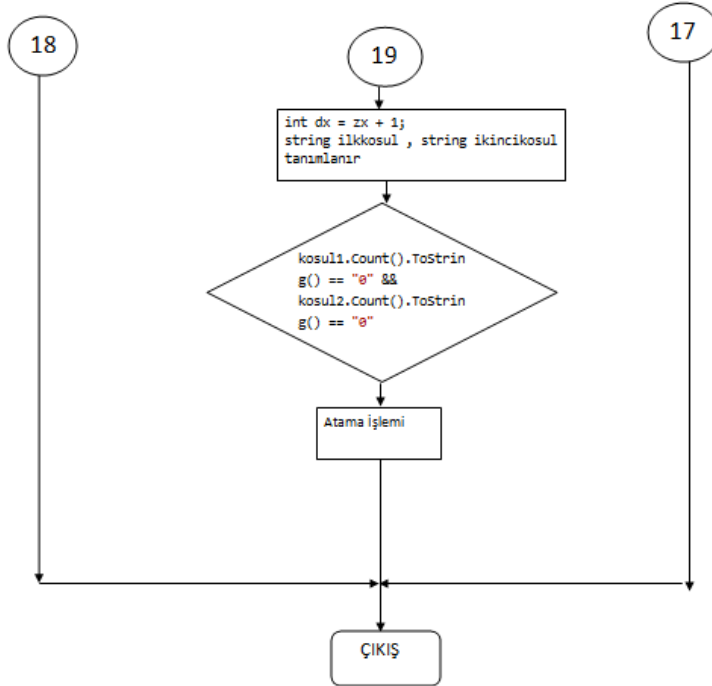 18
19
17
int dx = zx + 1;
string ilkkosul , string ikincikosul
tanımlanır
kosul1.Count().ToStrin
g() == "0" &&
kosul2.Count().ToStrin
g() == "0"
Atama İşlemi
ÇIKIŞ